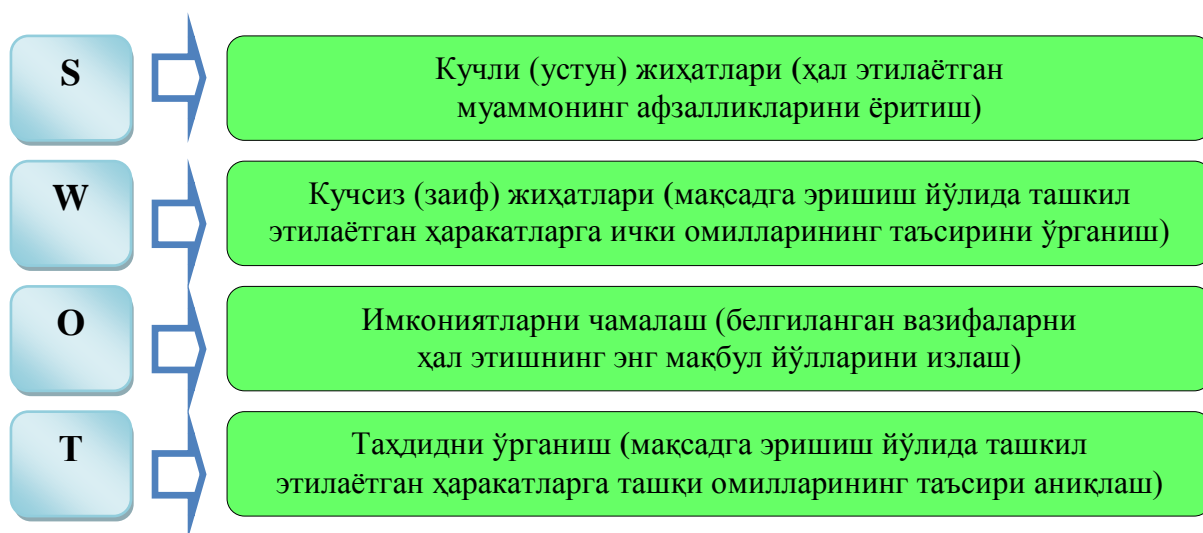 S
Кучли (устун) жиҳатлари (ҳал этилаётган
муаммонинг афзалликларини ёритиш)
W
Кучсиз (заиф) жиҳатлари (мақсадга эришиш йўлида ташкил
этилаётган ҳаракатларга ички омилларининг таъсирини ўрганиш)
O
Имкониятларни чамалаш (белгиланган вазифаларни
ҳал этишнинг энг мақбул йўлларини излаш)
T
Таҳдидни ўрганиш (мақсадга эришиш йўлида ташкил
этилаётган ҳаракатларга ташқи омилларининг таъсири аниқлаш)